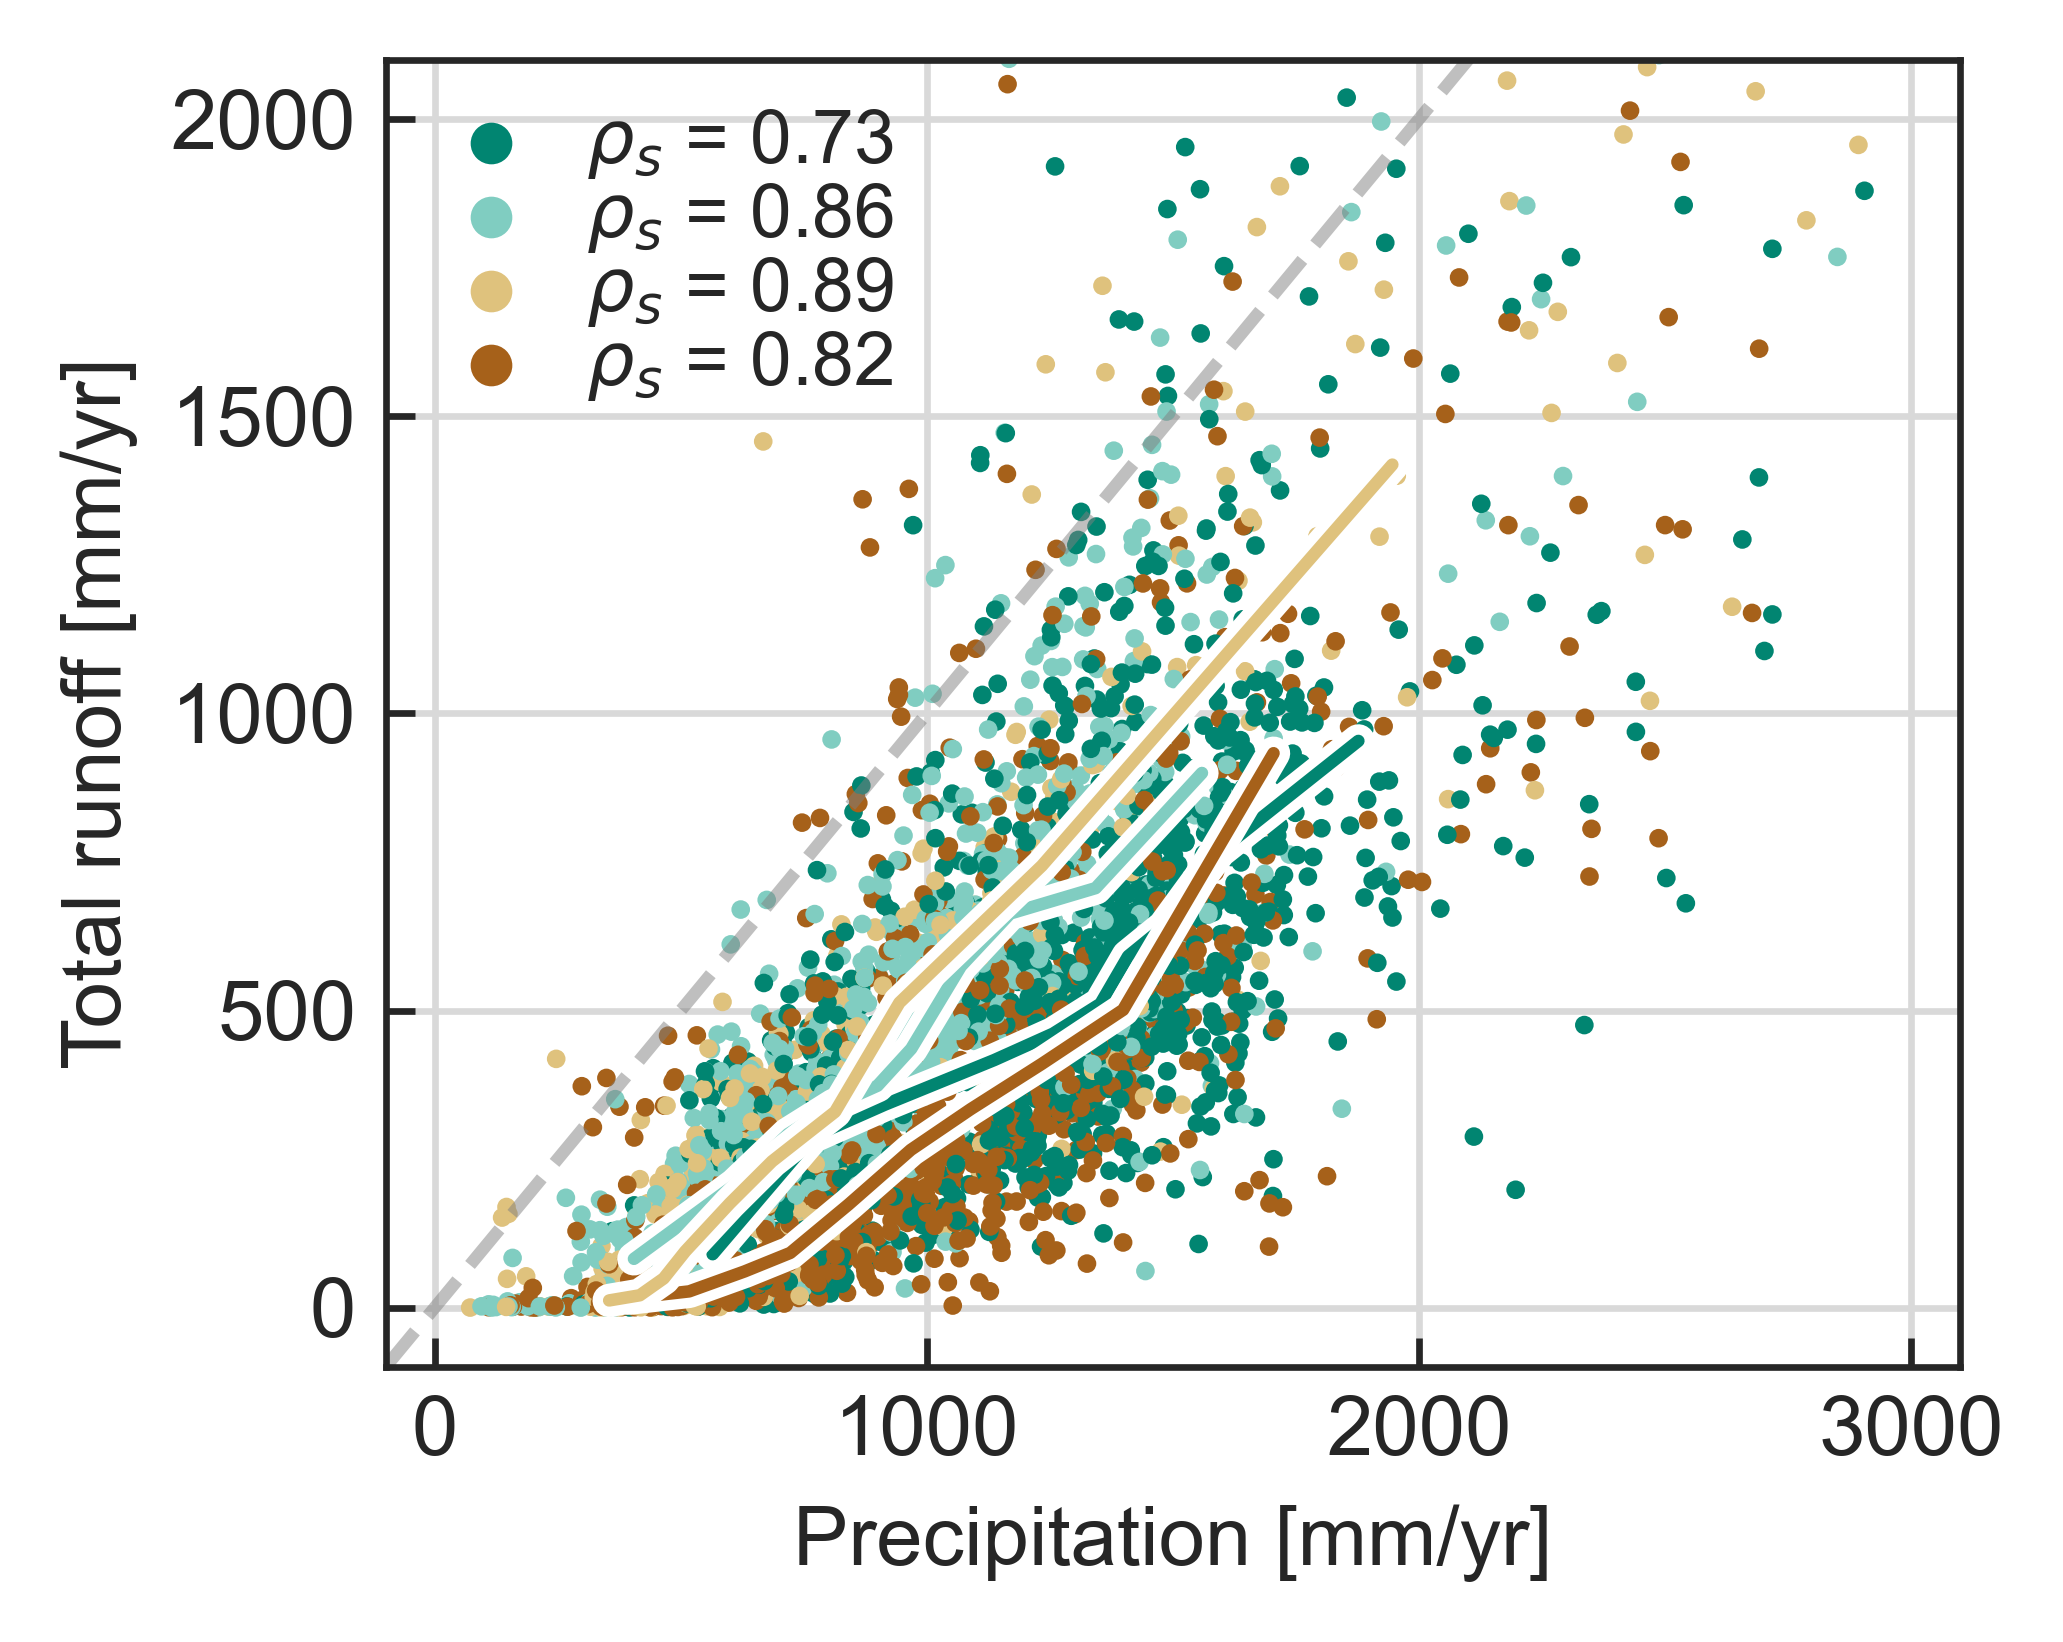 Total runoff [mm/yr]
2000
1500
1000
500
0
ρs = 0.73
ρs = 0.86
ρs = 0.89
ρs = 0.82
0 1000 2000 3000
Precipitation [mm/yr]